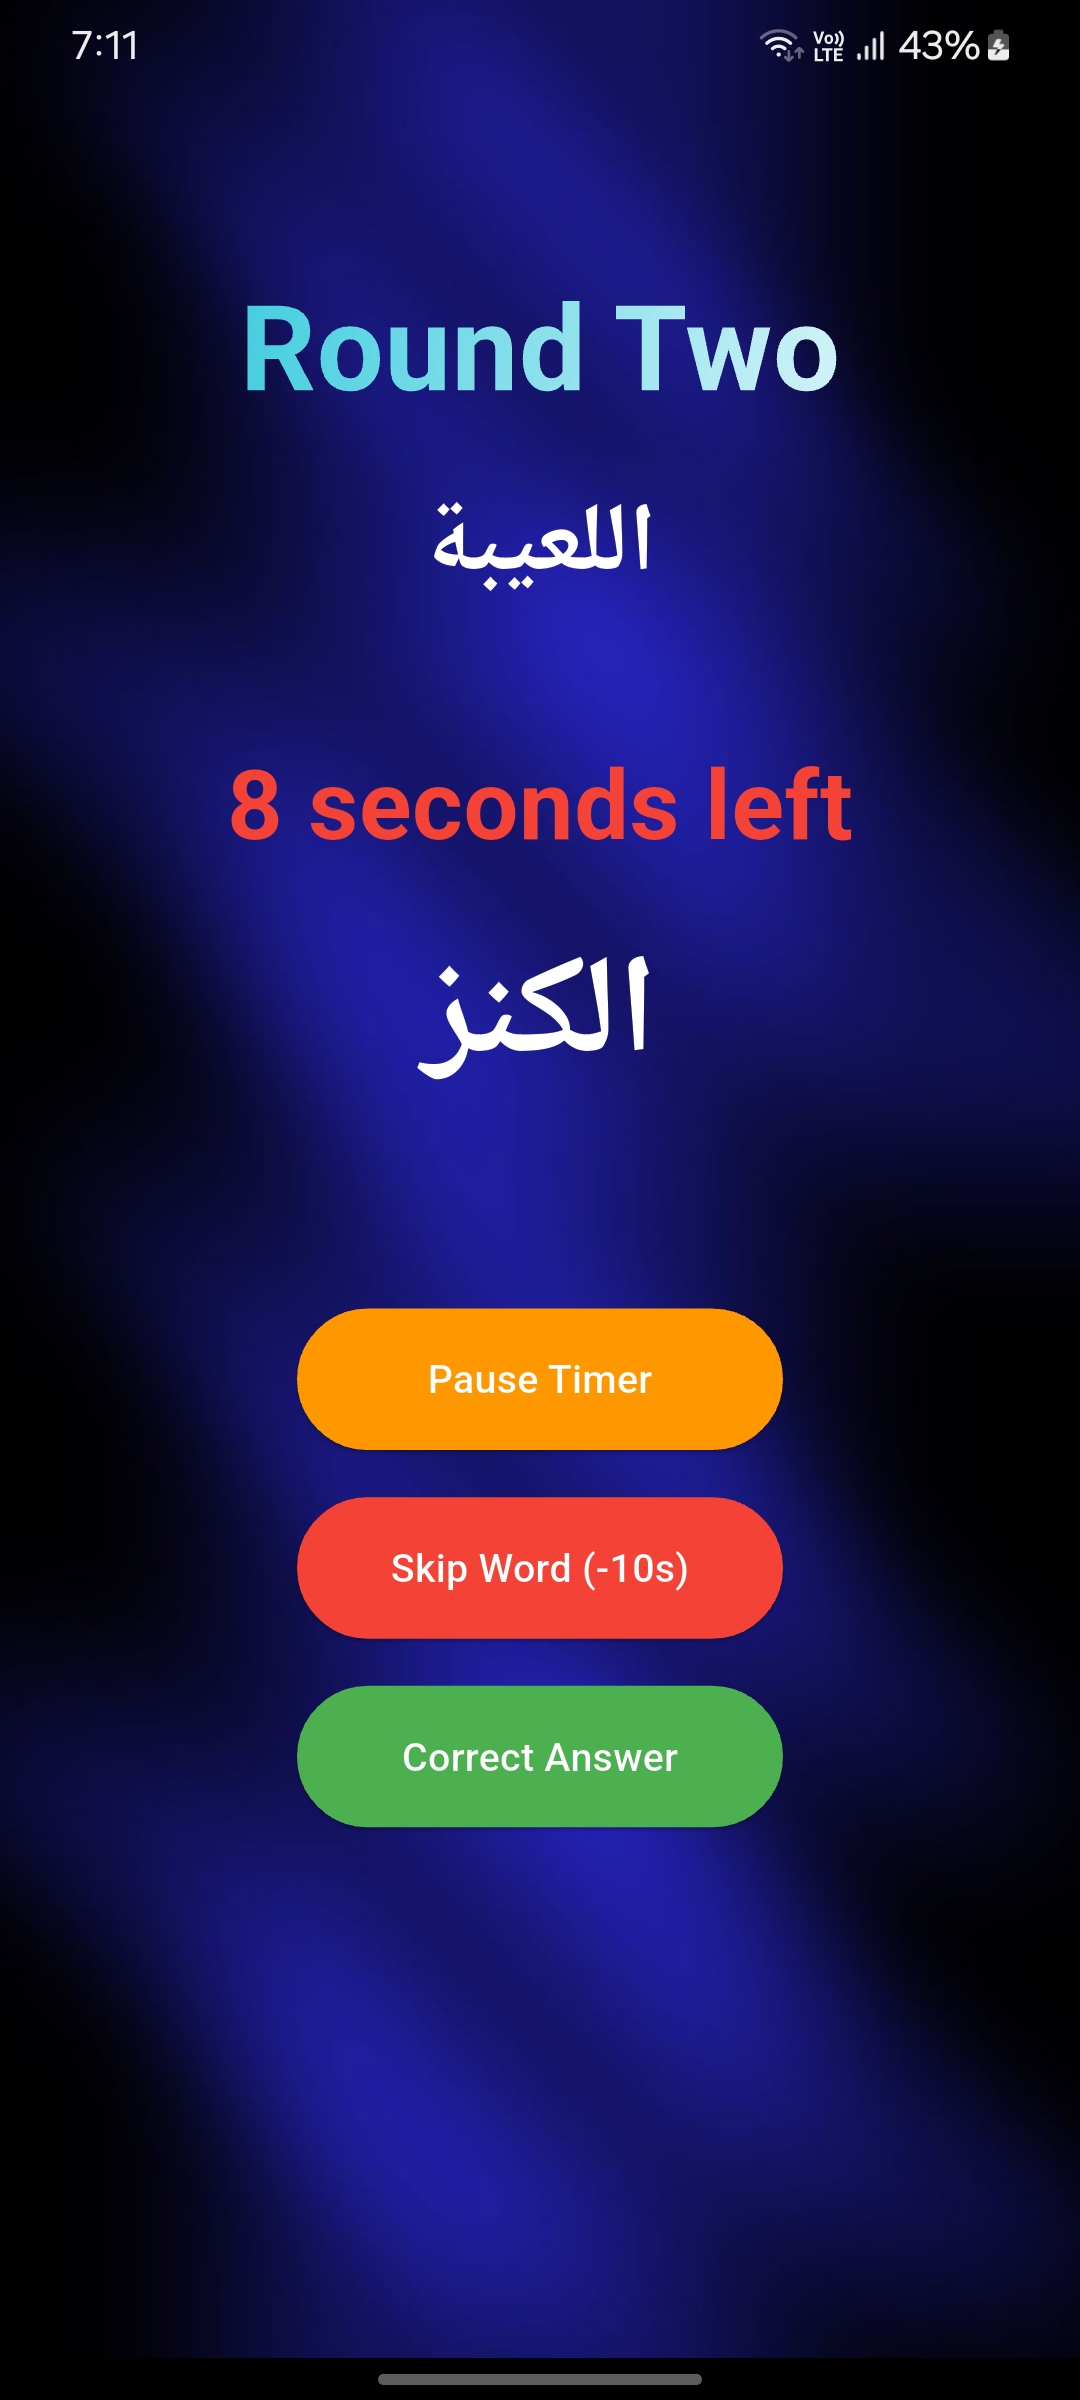 7:11 Vo)) LTE 43%
Round Two
اللعيبة
8 seconds left
الكنز
Pause Timer
Skip Word (-10s)
Correct Answer